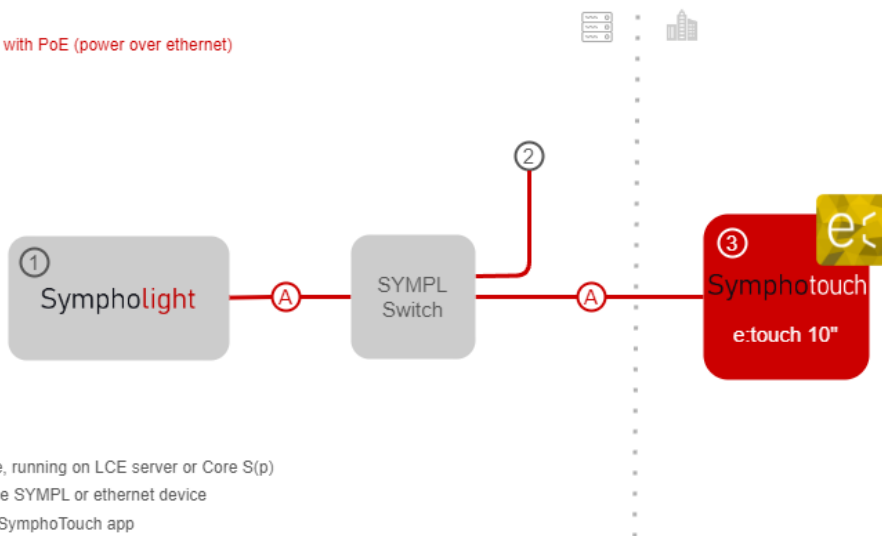 with PoE (power over ethernet)
2
1
Sympholight
A
SYMPL
Switch
A
3
e:
Symphotouch
e:touch 10"
, running on LCE server or Core S(p)
e SYMPL or ethernet device
SymphoTouch app